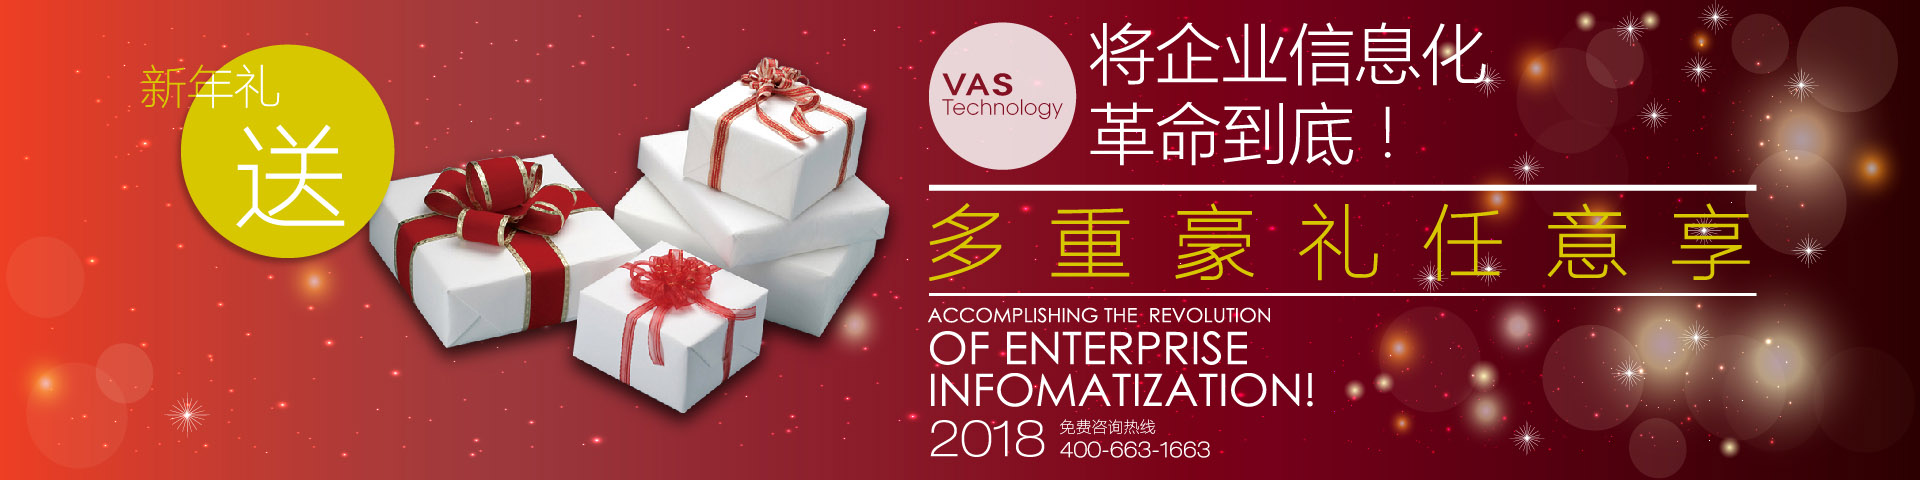 新年礼
送
VAS
Technology
将企业信息化
革命到底！
多重豪礼任意享
ACCOMPLISHING THE REVOLUTION
OF ENTERPRISE
INFOMATIZATION!
2018
免费咨询热线
400-663-1663